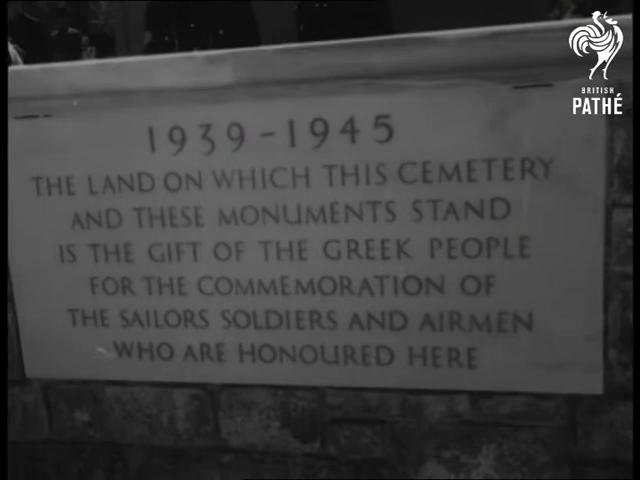 BRITISH
PATHÉ
1939-1945
THE LAND ON WHICH THIS CEMETERY
AND THESE MONUMENTS STAND
IS THE GIFT OF THE GREEK PEOPLE
FOR THE COMMEMORATION OF
THE SAILORS SOLDIERS AND AIRMEN
WHO ARE HONOURED HERE